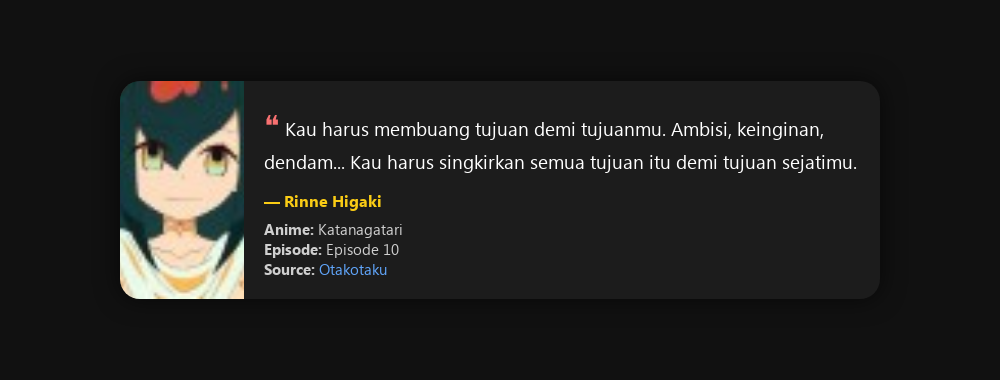 ❝ Kau harus membuang tujuan demi tujuanmu. Ambisi, keinginan,
dendam... Kau harus singkirkan semua tujuan itu demi tujuan sejatimu.
— Rinne Higaki
Anime: Katanagatari
Episode: Episode 10
Source: Otakotaku